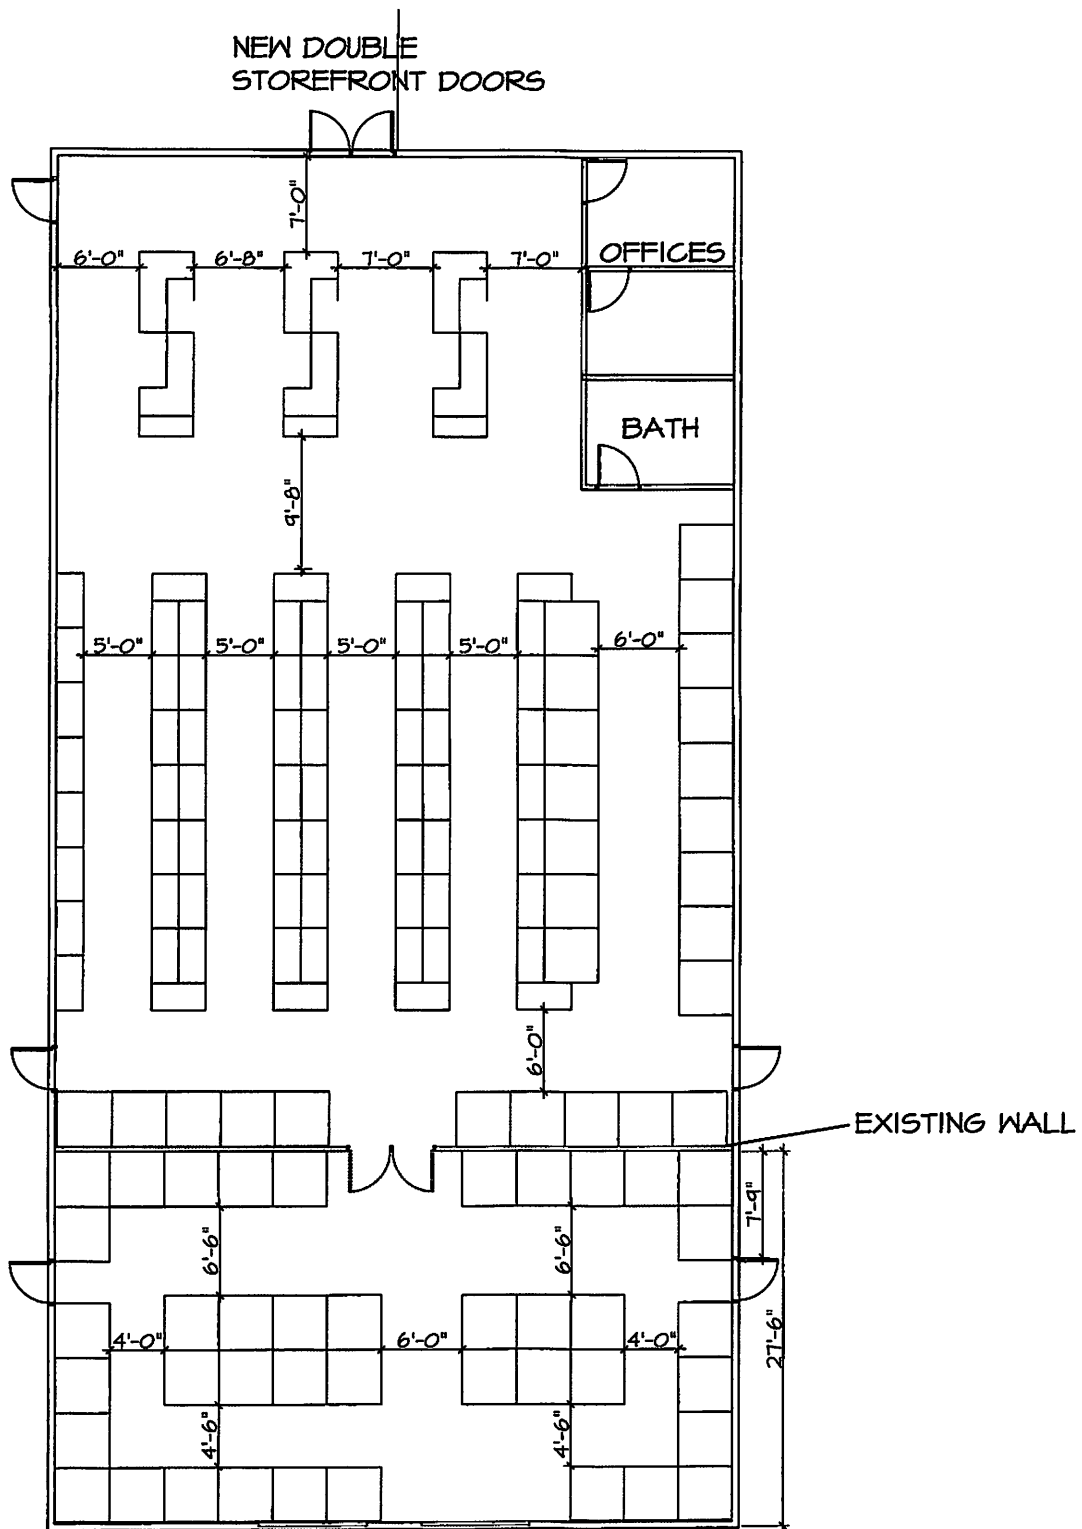 NEW DOUBLE
STOREFRONT DOORS
7'-0"
6'-0" 6'-8" 7'-0" 7'-0" OFFICES
BATH
9'-8"
5'-0" 5'-0" 5'-0" 5'-0" 6'-0"
6'-0"
EXISTING WALL
7'-9"
6'-6" 6'-6"
27'-6"
4'-0" 6'-0" 4'-0"
4'-6" 4'-6"